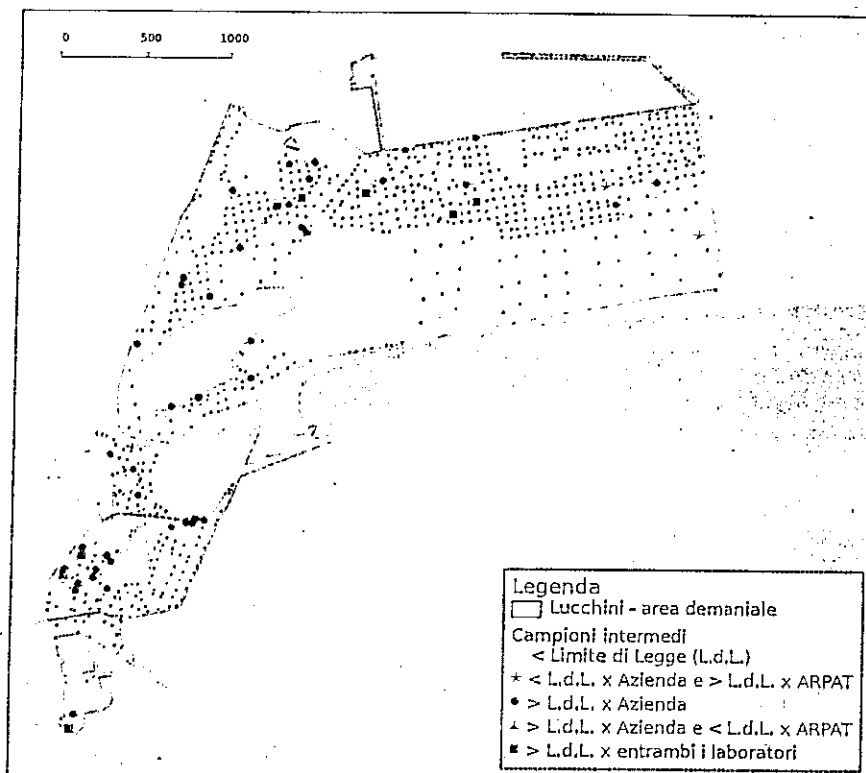 0 500 1000
Legenda
Lucchini - area demaniale
Campioni intermedi
< Limite di Legge (L.d.L.)
< L.d.L. x Azienda e > L.d.L. x ARPAT
> L.d.L. x Azienda
> L.d.L. x Azienda e < L.d.L. x ARPAT
> L.d.L. x entrambi i laboratori